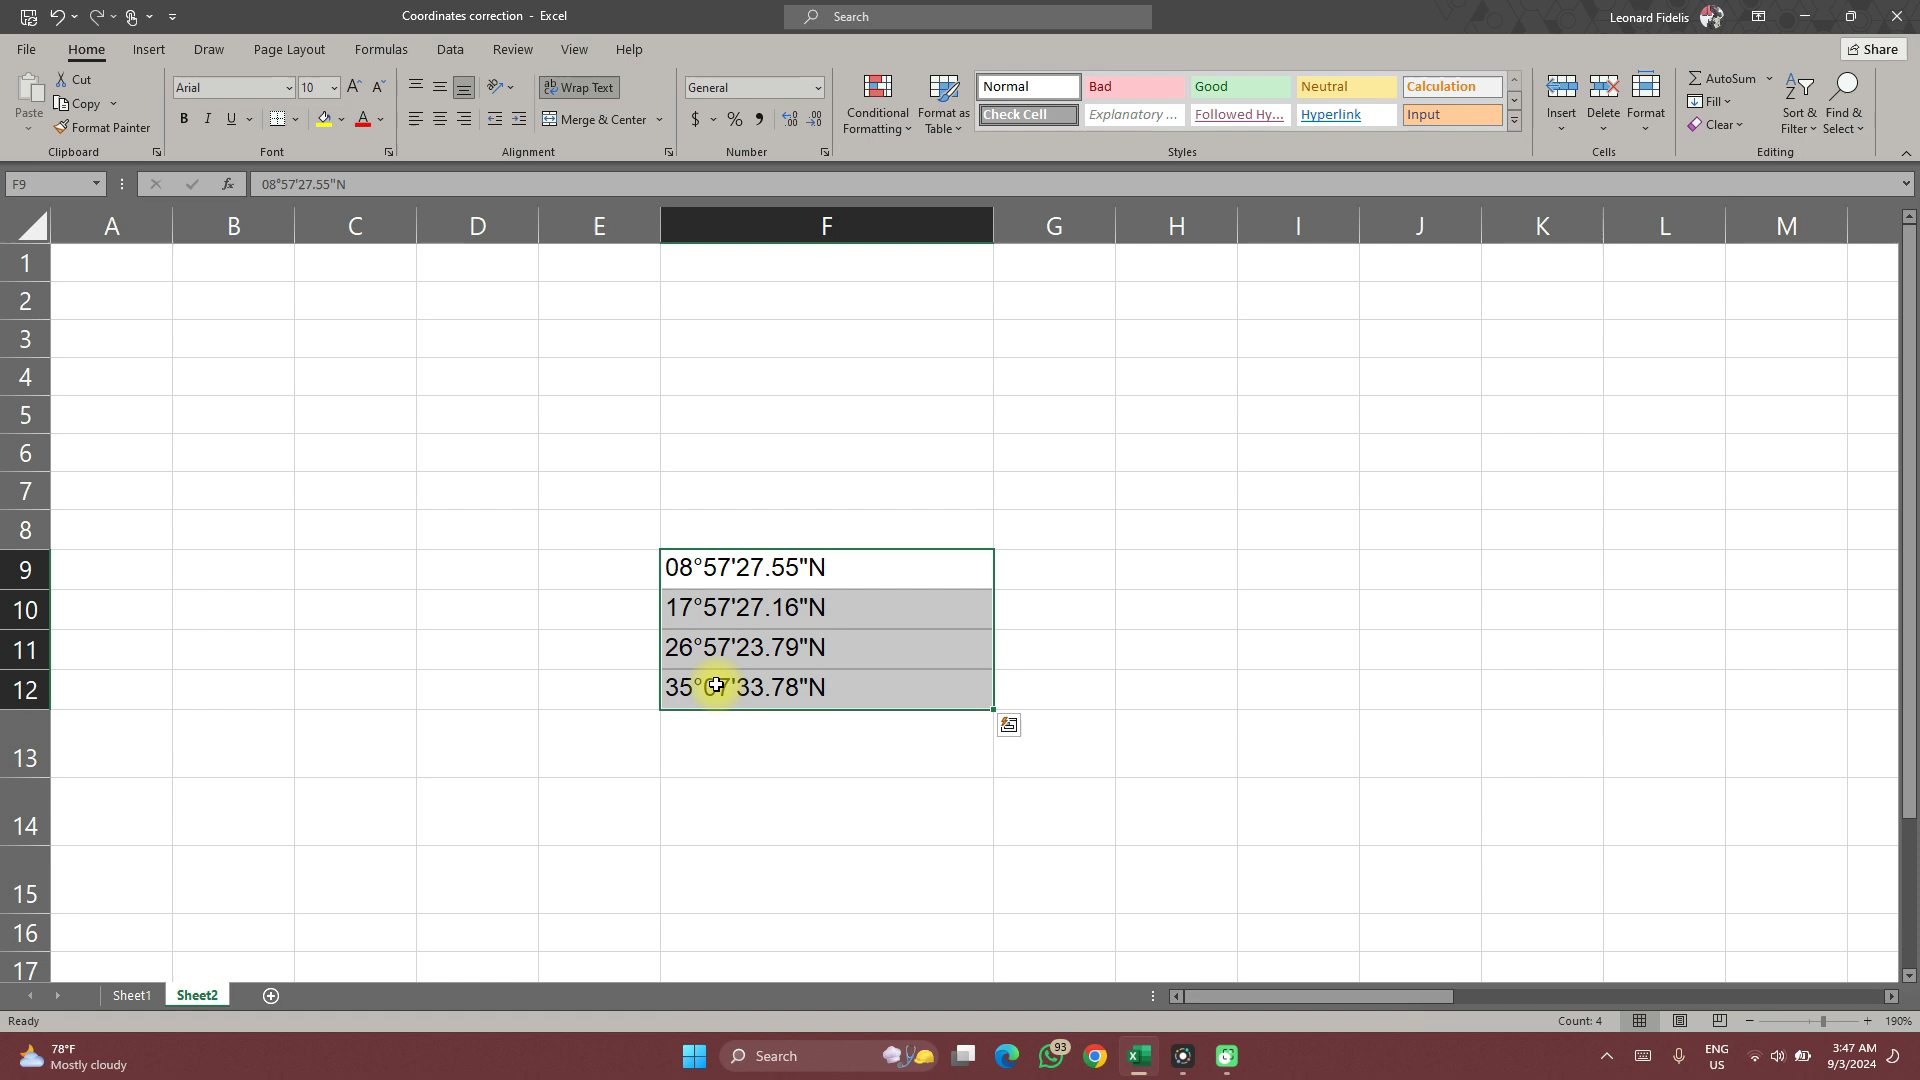 Coordinates correction - Excel
Search
Leonard Fidelis
File Home Insert Draw Page Layout Formulas Data Review View Help
Share
Paste
Cut
Copy
Format Painter
Clipboard
Arial 10
B I U
Font
Wrap Text
Merge & Center
Alignment
General
$ % ,
Number
Conditional Formatting
Format as Table
Normal Bad Good Neutral Calculation
Check Cell Explanatory ... Followed Hy... Hyperlink Input
Styles
Insert Delete Format
Cells
AutoSum
Fill
Clear
Sort & Filter
Find & Select
Editing
F9
fx
08°57'27.55"N
A B C D E F G H I J K L M
1
2
3
4
5
6
7
8
9 08°57'27.55"N
10 17°57'27.16"N
11 26°57'23.79"N
12 35°07'33.78"N
13
14
15
16
17
Sheet1 Sheet2
Ready
Count: 4
190%
78°F
Mostly cloudy
Search
93
ENG
US
3:47 AM
9/3/2024